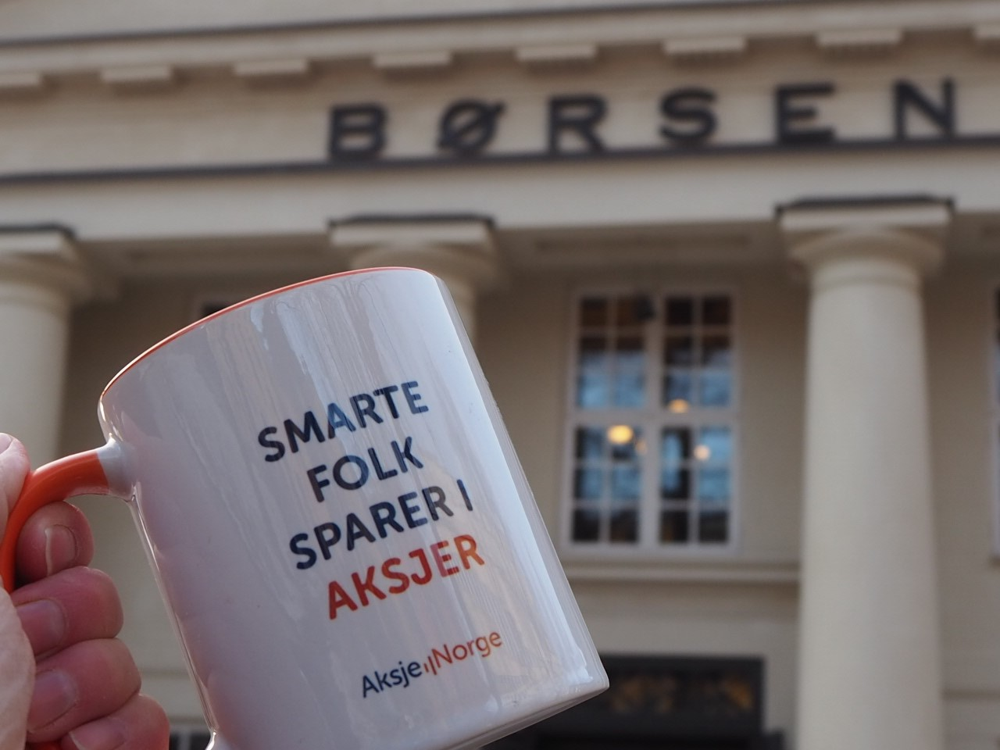 BØRSEN
SMARTE
FOLK
SPARER I
AKSJER
AksjeNorge